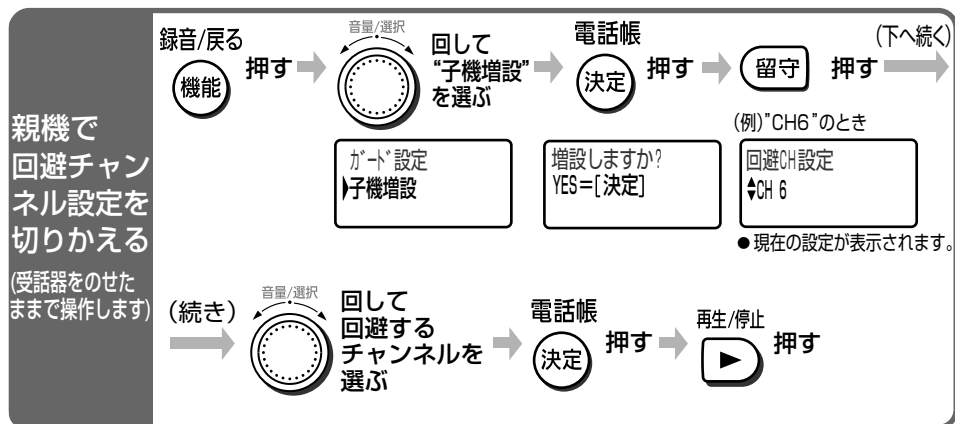 親機で
回避チャン
ネル設定を
切りかえる
(受話器をのせた
ままで操作します)
録音/戻る
機能
押す
音量/選択
回して
“子機増設”
を選ぶ
電話帳
決定
押す
留守
押す
(下へ続く)
ｶﾞｰﾄﾞ設定
子機増設
増設しますか?
YES=[決定]
(例)"CH6"のとき
回避CH設定
CH 6
●現在の設定が表示されます。
(続き)
音量/選択
回して
回避する
チャンネルを
選ぶ
電話帳
決定
押す
再生/停止
押す